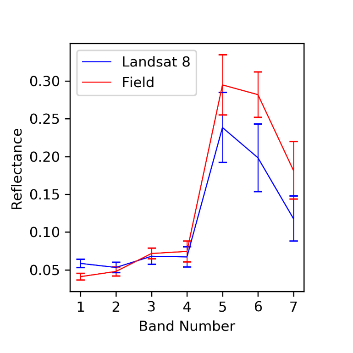 Landsat 8
Field
Reflectance
0.30
0.25
0.20
0.15
0.10
0.05
1 2 3 4 5 6 7
Band Number